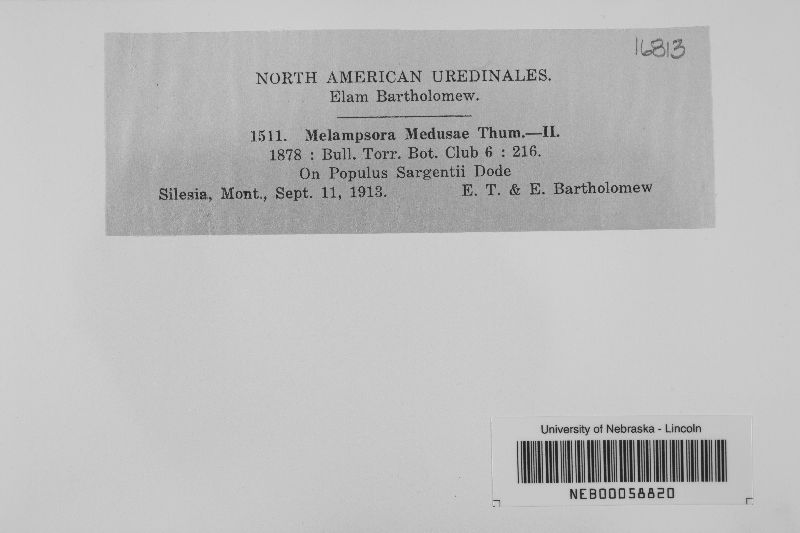 16813
NORTH AMERICAN UREDINALES.
Elam Bartholomew.
1511. Melampsora Medusae Thum.—II.
1878 : Bull. Torr. Bot. Club 6 : 216.
On Populus Sargentii Dode
Silesia, Mont., Sept. 11, 1913. E. T. & E. Bartholomew
University of Nebraska - Lincoln
NEB00058820